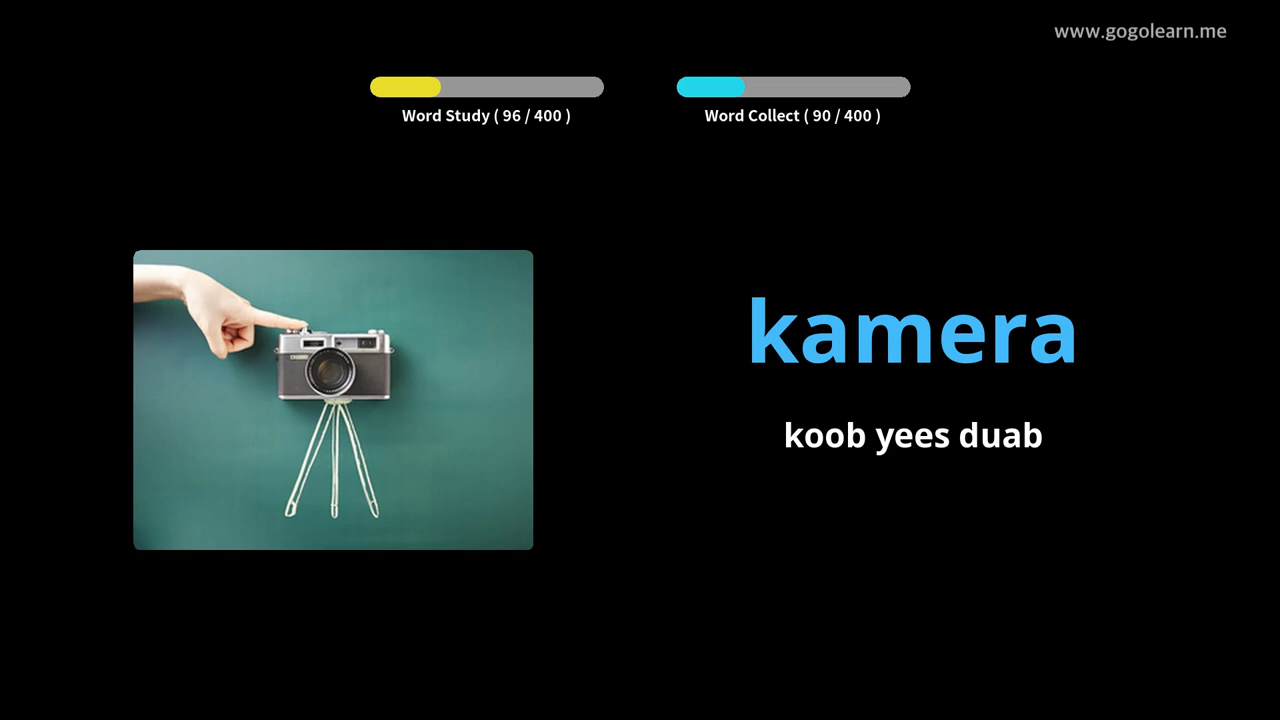 www.gogolearn.me
Word Study ( 96 / 400 )
Word Collect ( 90 / 400 )
kamera
koob yees duab